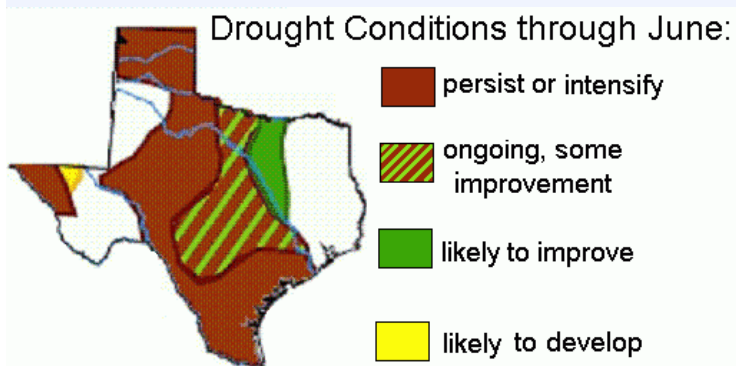 Drought Conditions through June:
persist or intensify
ongoing, some
improvement
likely to improve
likely to develop